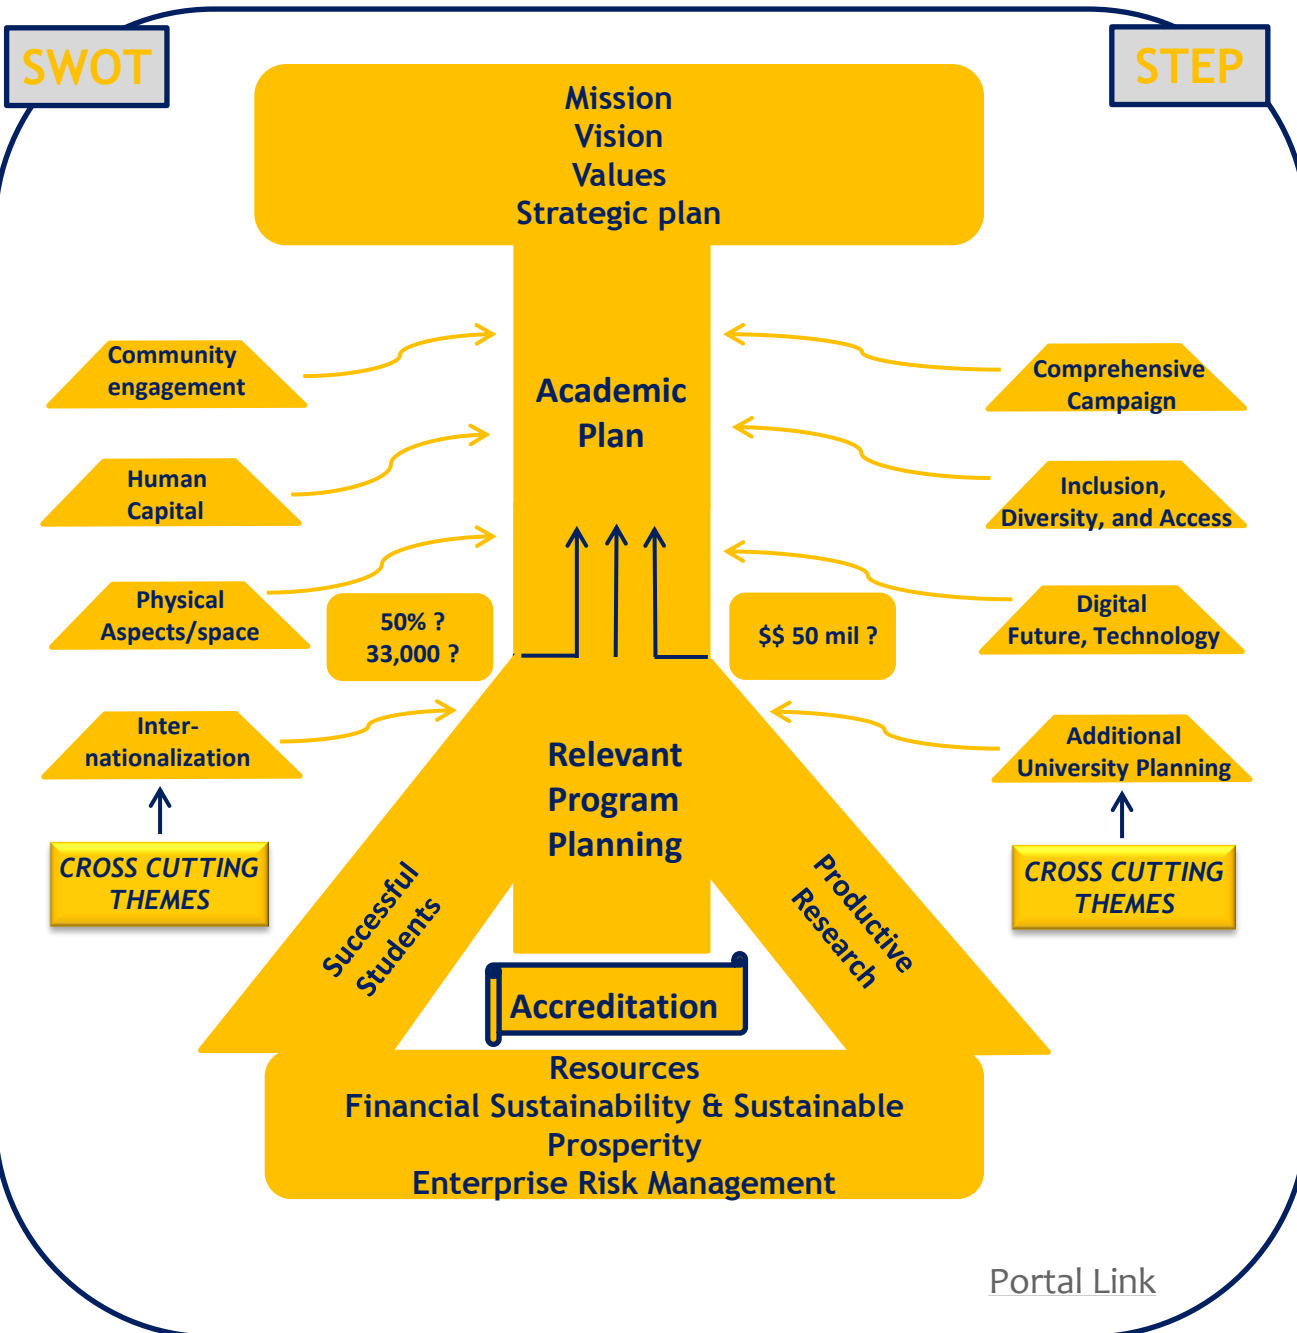 SWOT
STEP
Mission
Vision
Values
Strategic plan
Community
engagement
Human
Capital
Physical
Aspects/space
Inter-
nationalization
CROSS CUTTING
THEMES
Academic
Plan
50% ?
33,000 ?
$$ 50 mil ?
Comprehensive
Campaign
Inclusion,
Diversity, and Access
Digital
Future, Technology
Additional
University Planning
CROSS CUTTING
THEMES
Relevant
Program
Planning
Successful
Students
Productive
Research
Accreditation
Resources
Financial Sustainability & Sustainable
Prosperity
Enterprise Risk Management
Portal Link